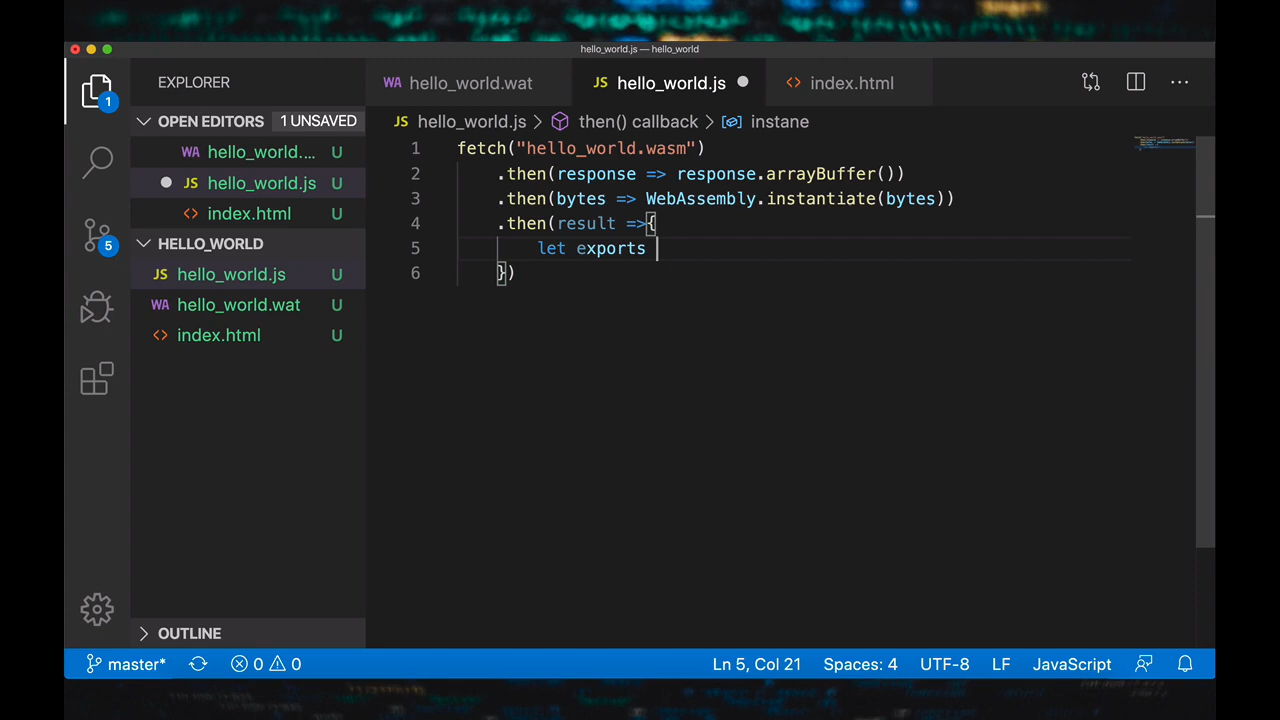 hello_world.js — hello_world
EXPLORER
WA hello_world.wat
JS hello_world.js
<> index.html
OPEN EDITORS 1 UNSAVED
JS hello_world.js > then() callback > instane
WA hello_world.... U
JS hello_world.js U
<> index.html U
HELLO_WORLD
JS hello_world.js U
WA hello_world.wat U
<> index.html U
1
5
OUTLINE
1 fetch("hello_world.wasm")
2 .then(response => response.arrayBuffer())
3 .then(bytes => WebAssembly.instantiate(bytes))
4 .then(result =>{
5 let exports
6 })
master* 0 0 Ln 5, Col 21 Spaces: 4 UTF-8 LF JavaScript